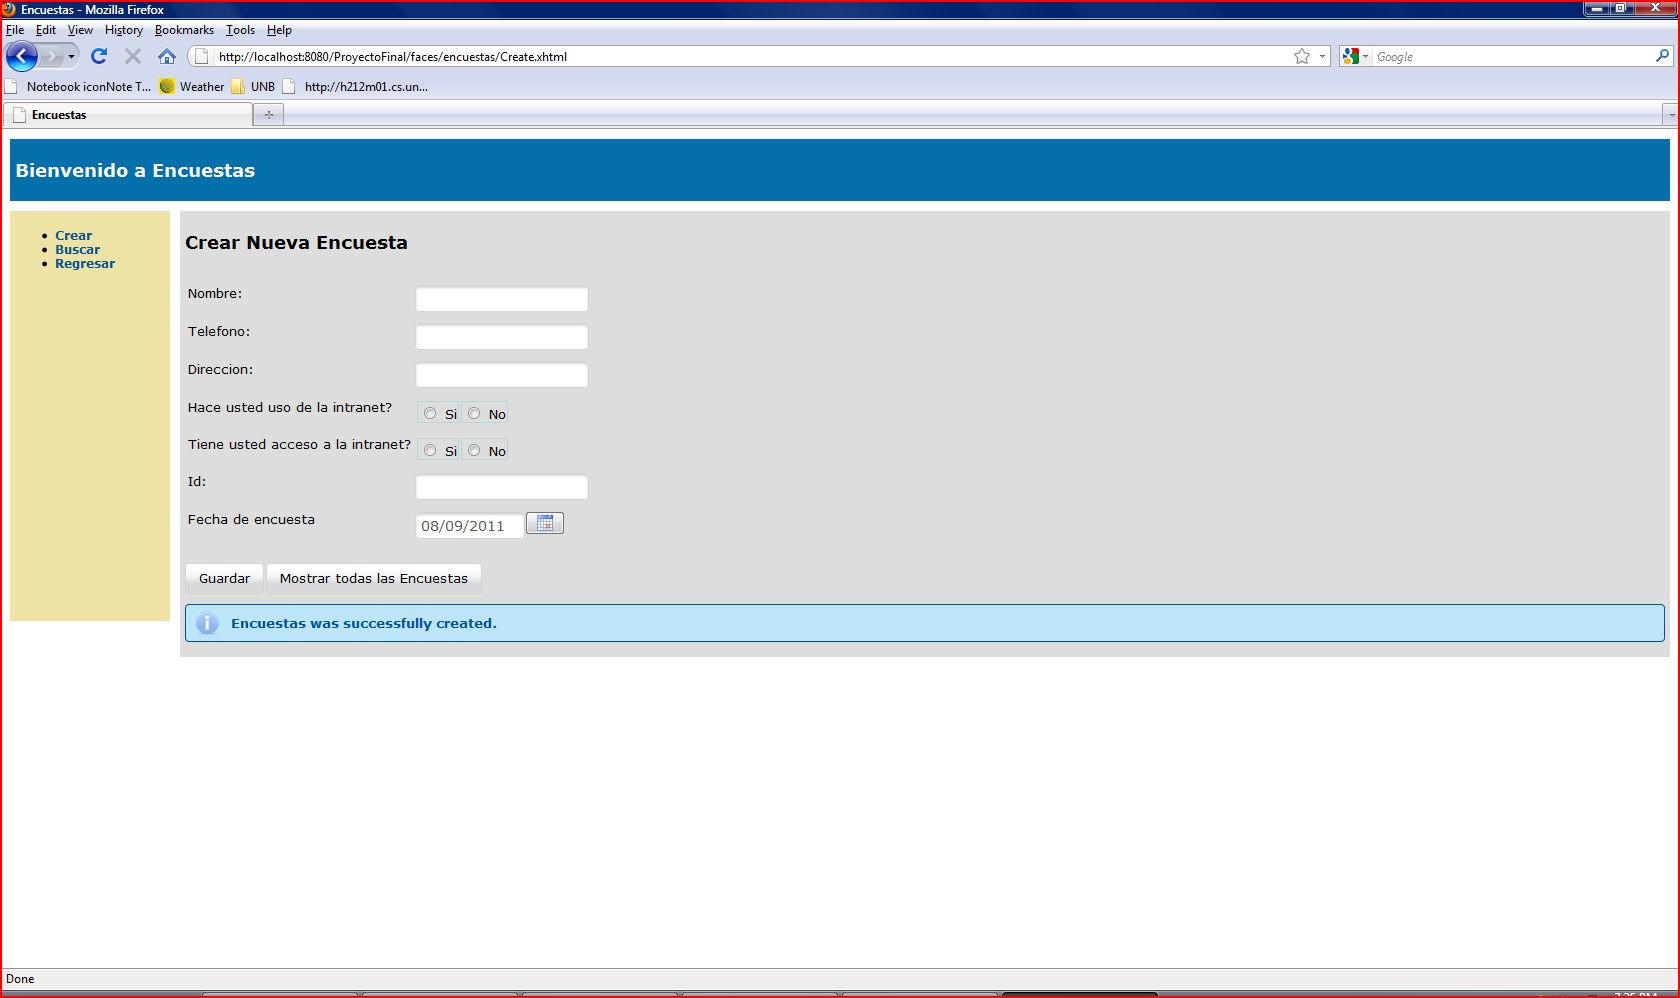 Encuestas - Mozilla Firefox
File Edit View History Bookmarks Tools Help
http://localhost:8080/ProyectoFinal/faces/encuestas/Create.xhtml Google
Notebook iconNote T... Weather UNB http://h212m01.cs.un...
Encuestas
Bienvenido a Encuestas
Crear
Buscar
Regresar
Crear Nueva Encuesta
Nombre:
Telefono:
Direccion:
Hace usted uso de la intranet? Si No
Tiene usted acceso a la intranet? Si No
Id:
Fecha de encuesta 08/09/2011
Guardar Mostrar todas las Encuestas
Encuestas was successfully created.
Done